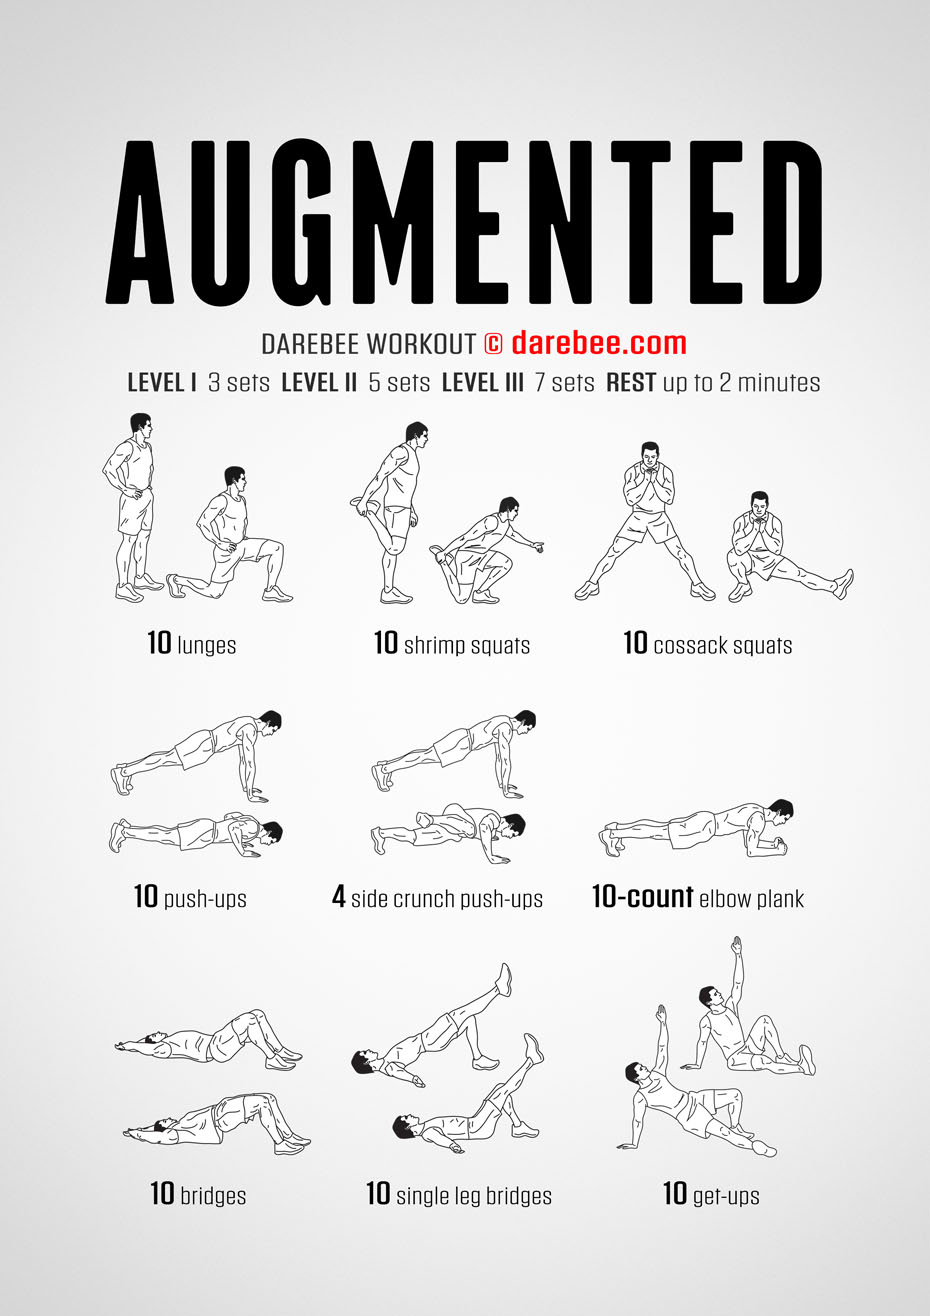 AUGMENTED
DAREBEE WORKOUT © darebee.com
LEVEL I 3 sets LEVEL II 5 sets LEVEL III 7 sets REST up to 2 minutes
10 lunges
10 shrimp squats
10 cossack squats
10 push-ups
4 side crunch push-ups
10-count elbow plank
10 bridges
10 single leg bridges
10 get-ups